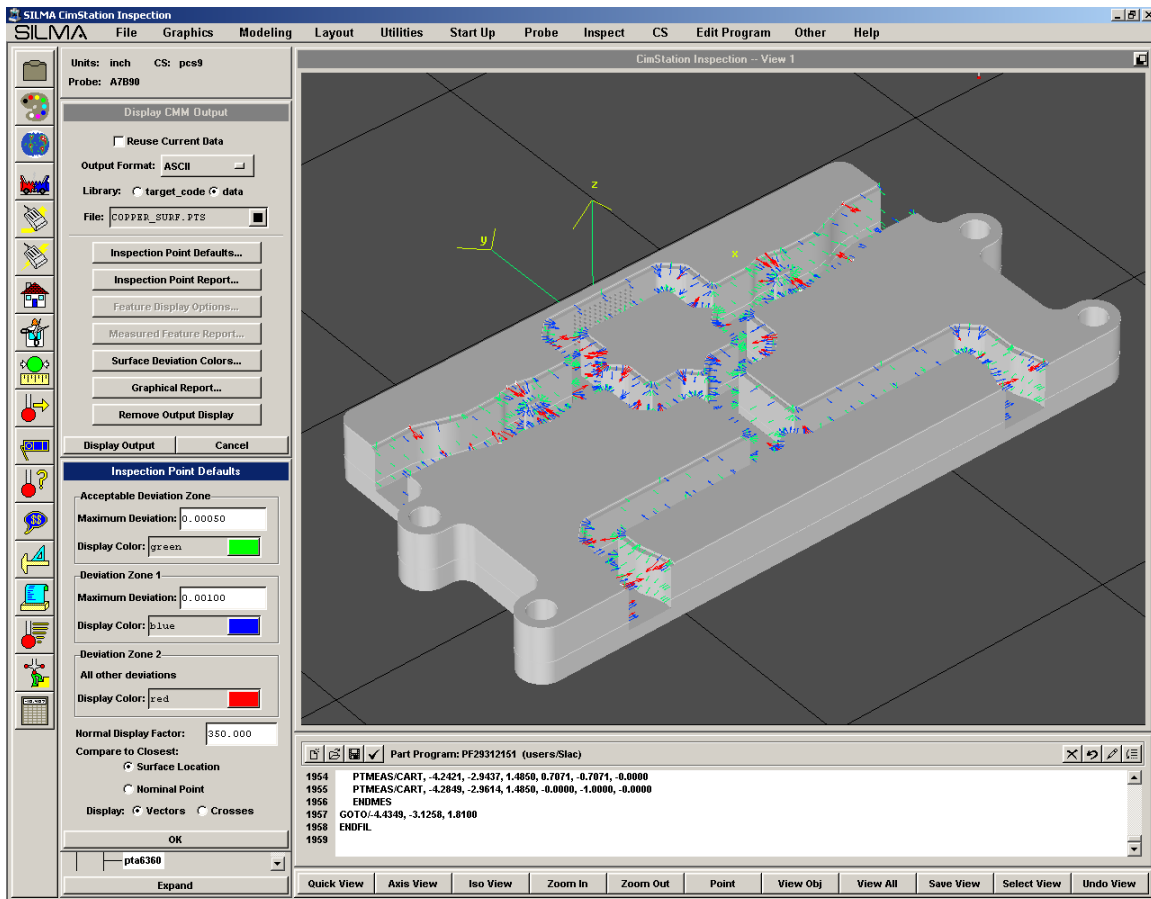 SILMA CimStation Inspection
SILMA File Graphics Modeling Layout Utilities Start Up Probe Inspect CS Edit Program Other Help
Units: inch CS: pcs9
Probe: A7B90
Display CMM Output
Reuse Current Data
Output Format: ASCII
Library: target_code data
File: COPPER_SURF.PTS
Inspection Point Defaults...
Inspection Point Report...
Feature Display Options...
Measured Feature Report...
Surface Deviation Colors...
Graphical Report...
Remove Output Display
Display Output Cancel
Inspection Point Defaults
Acceptable Deviation Zone
Maximum Deviation: 0.00050
Display Color: green
Deviation Zone 1
Maximum Deviation: 0.00100
Display Color: blue
Deviation Zone 2
All other deviations
Display Color: red
Normal Display Factor: 350.000
Compare to Closest:
Surface Location
Nominal Point
Display: Vectors Crosses
OK
pta6360
Expand
CimStation Inspection -- View 1
z
y
x
Part Program: PF29312151 (users/Slac)
1954 PTMEAS/CART, -4.2421, -2.9437, 1.4850, 0.7071, -0.7071, -0.0000
1955 PTMEAS/CART, -4.2849, -2.9614, 1.4850, -0.0000, -1.0000, -0.0000
1956 ENDMES
1957 GOTO/-4.4349, -3.1258, 1.8100
1958 ENDFIL
1959
Quick View Axis View Iso View Zoom In Zoom Out Point View Obj View All Save View Select View Undo View